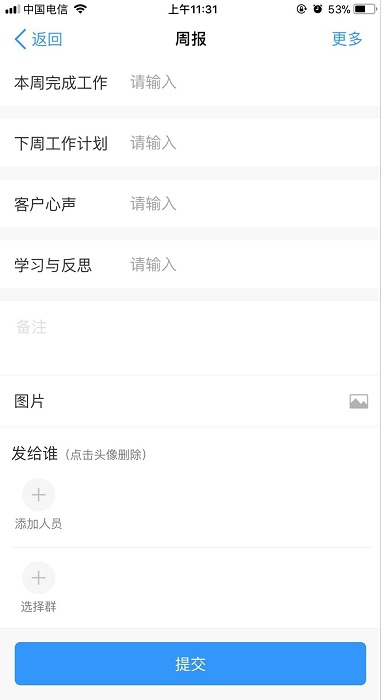 中国电信 上午11:31 53%
返回 周报 更多
本周完成工作 请输入
下周工作计划 请输入
客户心声 请输入
学习与反思 请输入
备注
图片
发给谁（点击头像删除）
添加人员
选择群
提交